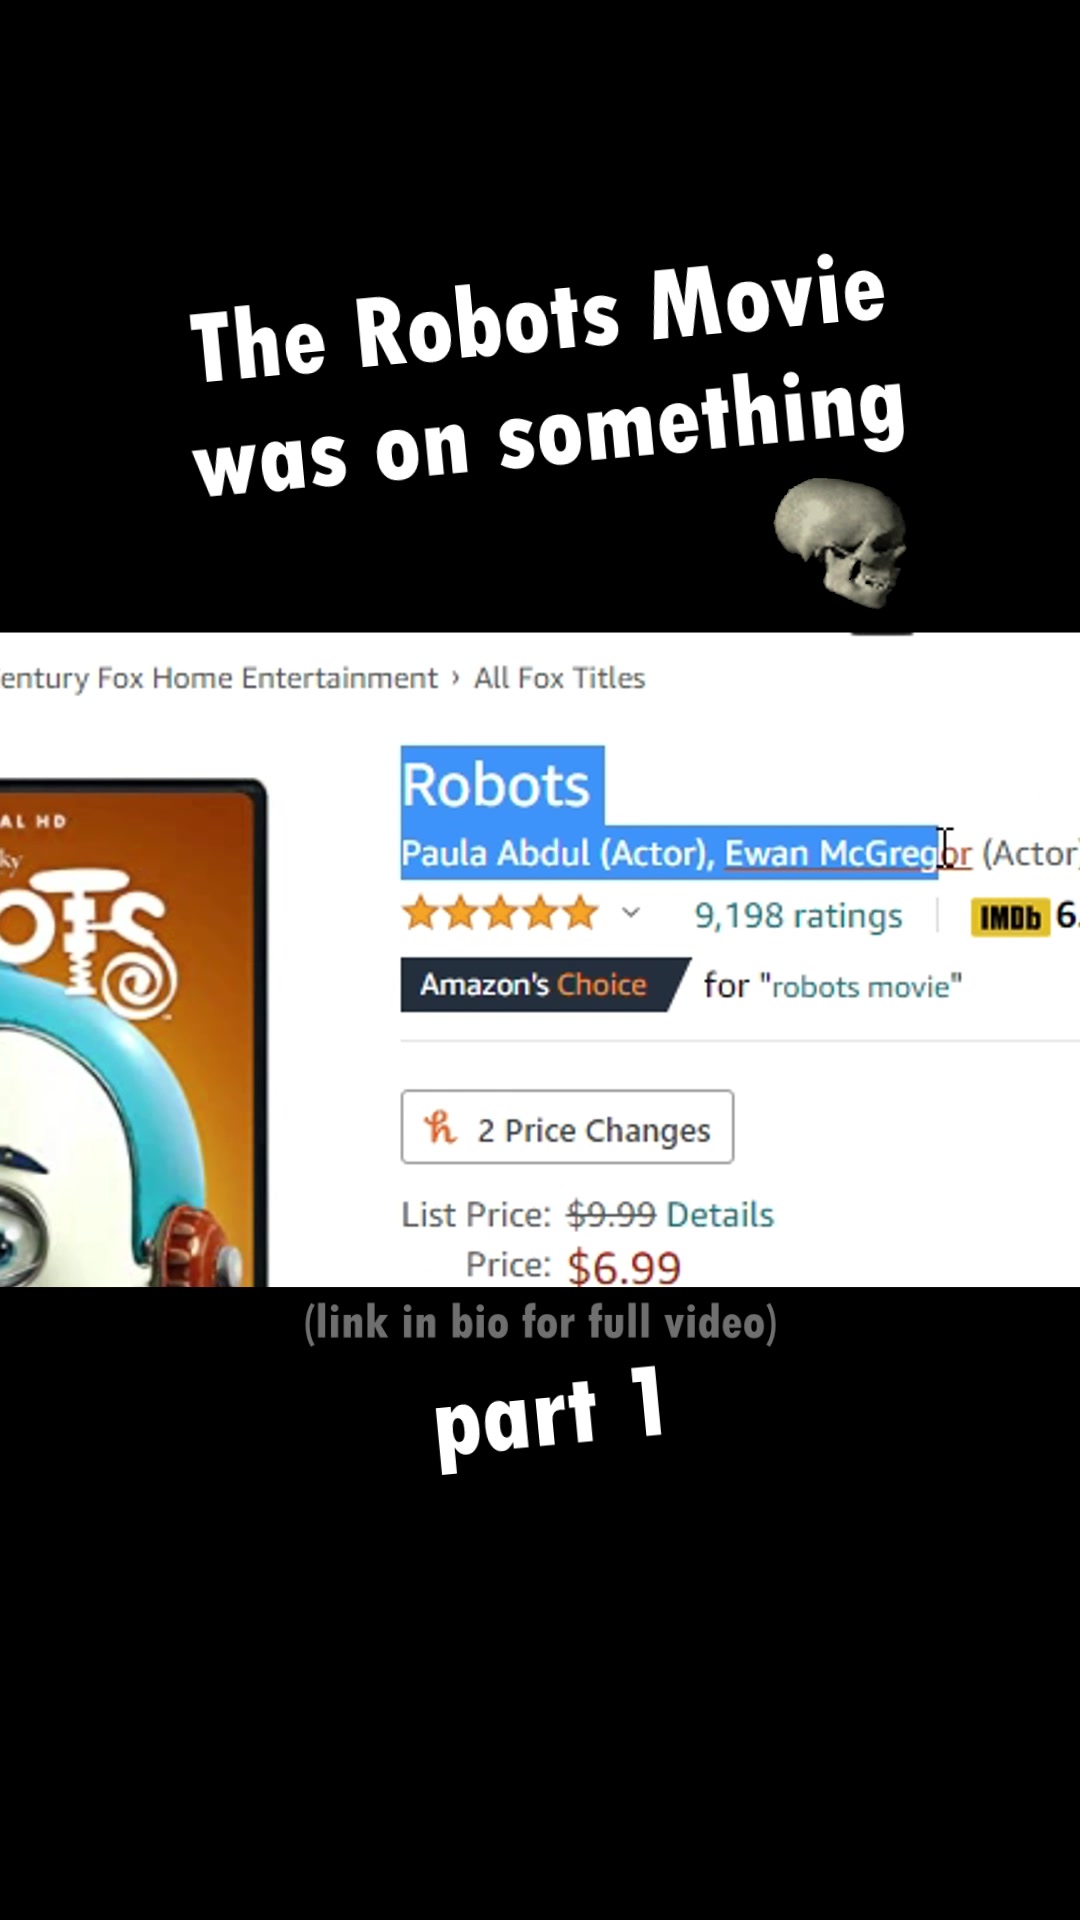 The Robots Movie
was on something
entury Fox Home Entertainment › All Fox Titles
AL HD
ky
OTS
Robots
Paula Abdul (Actor), Ewan McGregor (Actor)
9,198 ratings
IMDb 6.
Amazon's Choice for "robots movie"
2 Price Changes
List Price: $9.99 Details
Price: $6.99
(link in bio for full video)
part 1